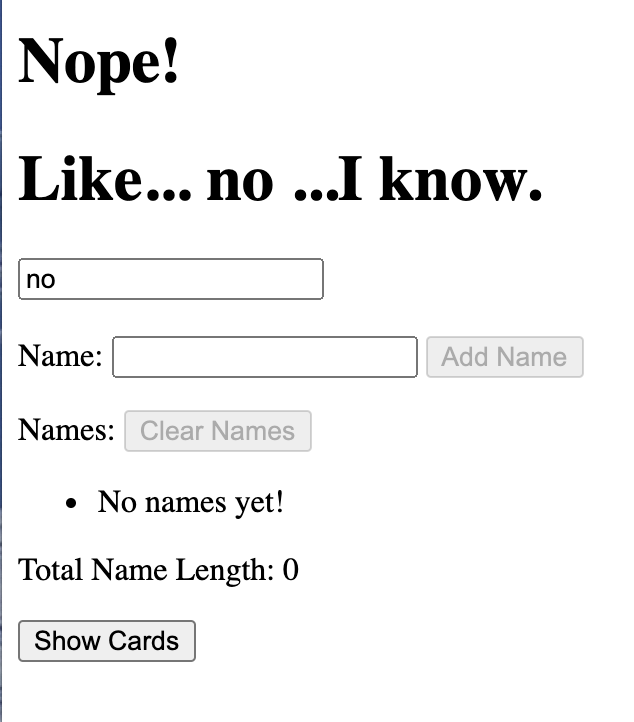 Nope!
Like... no ...I know.
no
Name: Add Name
Names: Clear Names
• No names yet!
Total Name Length: 0
Show Cards